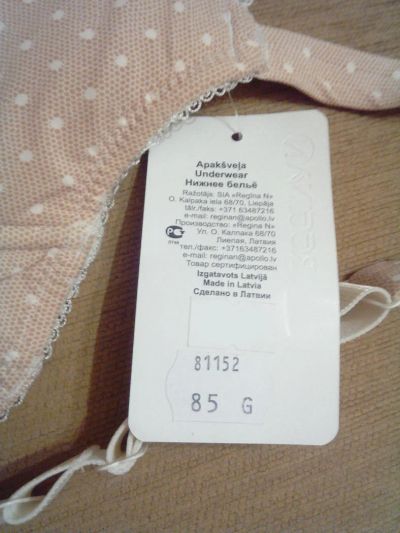 Apakšveļa
Underwear
Нижнее бельё
Ražotājs: SIA «Regina N»
O. Kalpaka iela 68/70, Liepāja
tālr./faks: +371 63487216
e-mail: reginan@apollo.lv
Производство: «Regina N»
Ул. О. Калпака 68/70
Лиепая, Латвия
тел./факс: +37163487216
e-mail: reginan@apollo.lv
Товар сертифицирован
Izgatavots Latvijā
Made in Latvia
Сделано в Латвии
81152
85 G